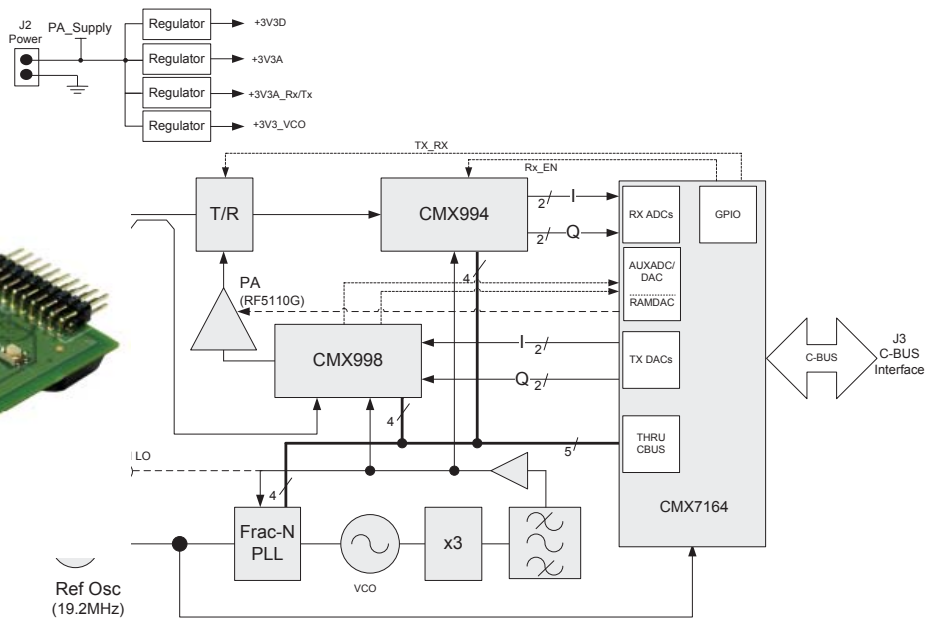 J2
Power
PA_Supply
Regulator
+3V3D
Regulator
+3V3A
Regulator
+3V3A_Rx/Tx
Regulator
+3V3_VCO
TX_RX
Rx_EN
T/R
CMX994
2
I
2
Q
RX ADCs
GPIO
AUXADC/
DAC
RAMDAC
4
PA
(RF5110G)
CMX998
I
2
Q
2
TX DACs
C-BUS
J3
C-BUS
Interface
4
THRU
CBUS
5
LO
4
CMX7164
Frac-N
PLL
VCO
x3
Ref Osc
(19.2MHz)